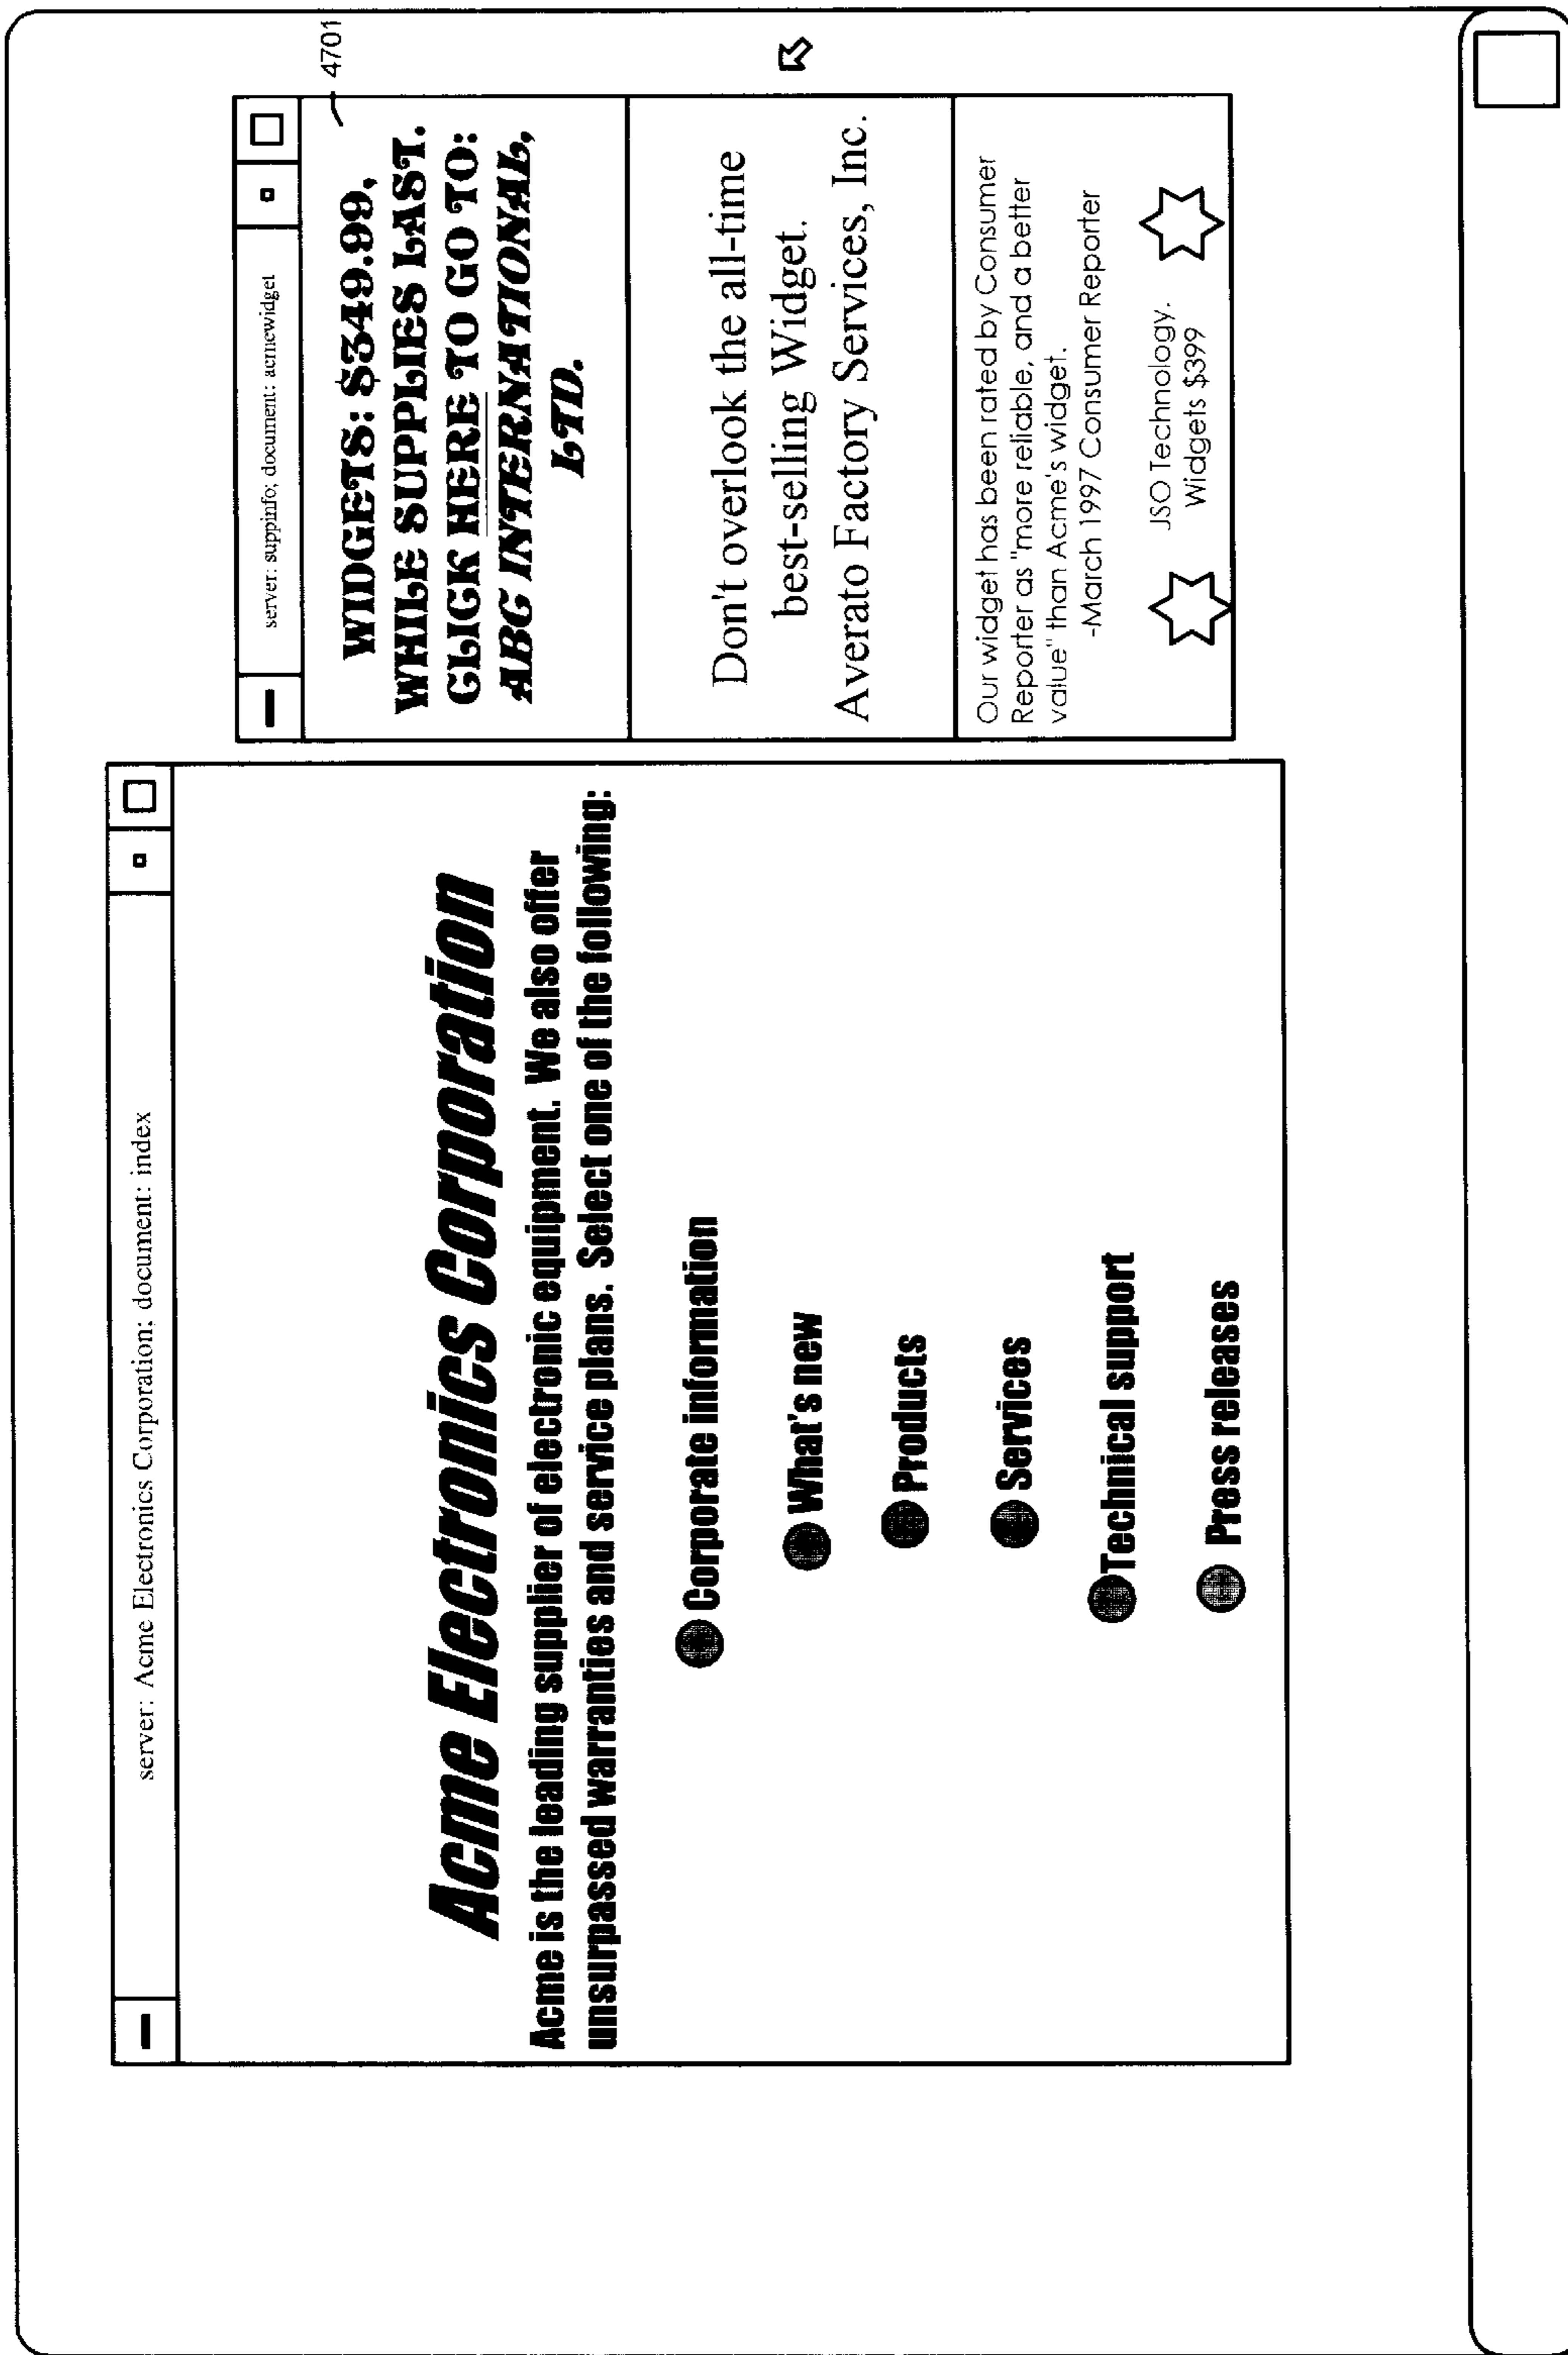 server: Acme Electronics Corporation; document: index
Acme Electronics Corporation
Acme is the leading supplier of electronic equipment. We also offer
unsurpassed warranties and service plans. Select one of the following:
Corporate information
What's new
Products
Services
Technical support
Press releases
server: suppinfo; document: acmewidget
4701
WIDGETS: $349.99,
WHILE SUPPLIES LAST.
CLICK HERE TO GO TO:
ABC INTERNATIONAL,
LTD.
Don't overlook the all-time
best-selling Widget.
Averato Factory Services, Inc.
Our widget has been rated by Consumer
Reporter as "more reliable, and a better
value" than Acme's widget.
-March 1997 Consumer Reporter
JSO Technology.
Widgets $399